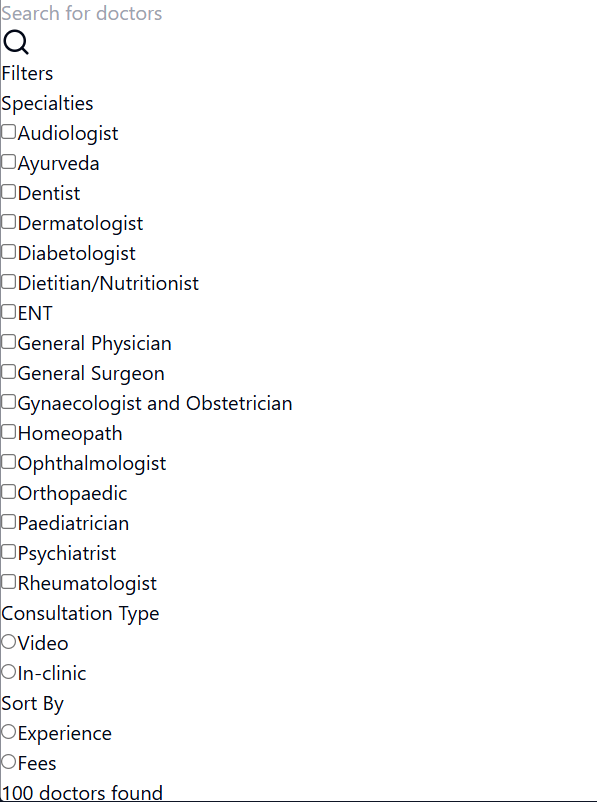 Search for doctors
Filters
Specialties
Audiologist
Ayurveda
Dentist
Dermatologist
Diabetologist
Dietitian/Nutritionist
ENT
General Physician
General Surgeon
Gynaecologist and Obstetrician
Homeopath
Ophthalmologist
Orthopaedic
Paediatrician
Psychiatrist
Rheumatologist
Consultation Type
Video
In-clinic
Sort By
Experience
Fees
100 doctors found